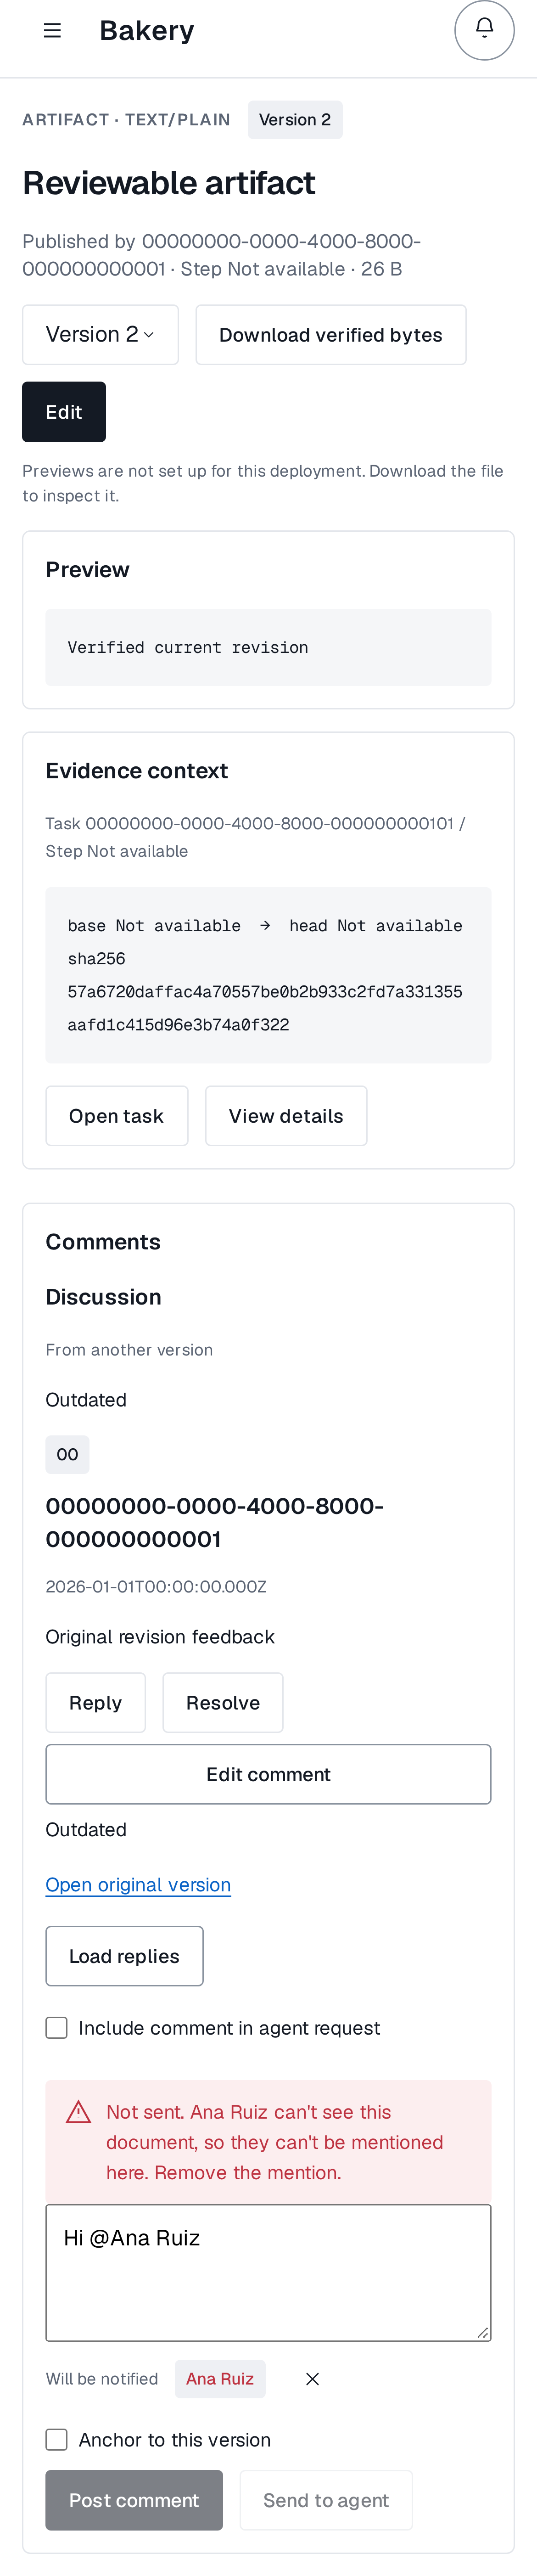 Bakery
ARTIFACT · TEXT/PLAIN Version 2
Reviewable artifact
Published by 00000000-0000-4000-8000-
000000000001 · Step Not available · 26 B
Version 2 Download verified bytes
Edit
Previews are not set up for this deployment. Download the file
to inspect it.
Preview
Verified current revision
Evidence context
Task 00000000-0000-4000-8000-000000000101 /
Step Not available
base Not available → head Not available
sha256
57a6720daffac4a70557be0b2b933c2fd7a331355
aafd1c415d96e3b74a0f322
Open task View details
Comments
Discussion
From another version
Outdated
00
00000000-0000-4000-8000-
000000000001
2026-01-01T00:00:00.000Z
Original revision feedback
Reply Resolve
Edit comment
Outdated
Open original version
Load replies
Include comment in agent request
Not sent. Ana Ruiz can't see this
document, so they can't be mentioned
here. Remove the mention.
Hi @Ana Ruiz
Will be notified Ana Ruiz
Anchor to this version
Post comment Send to agent